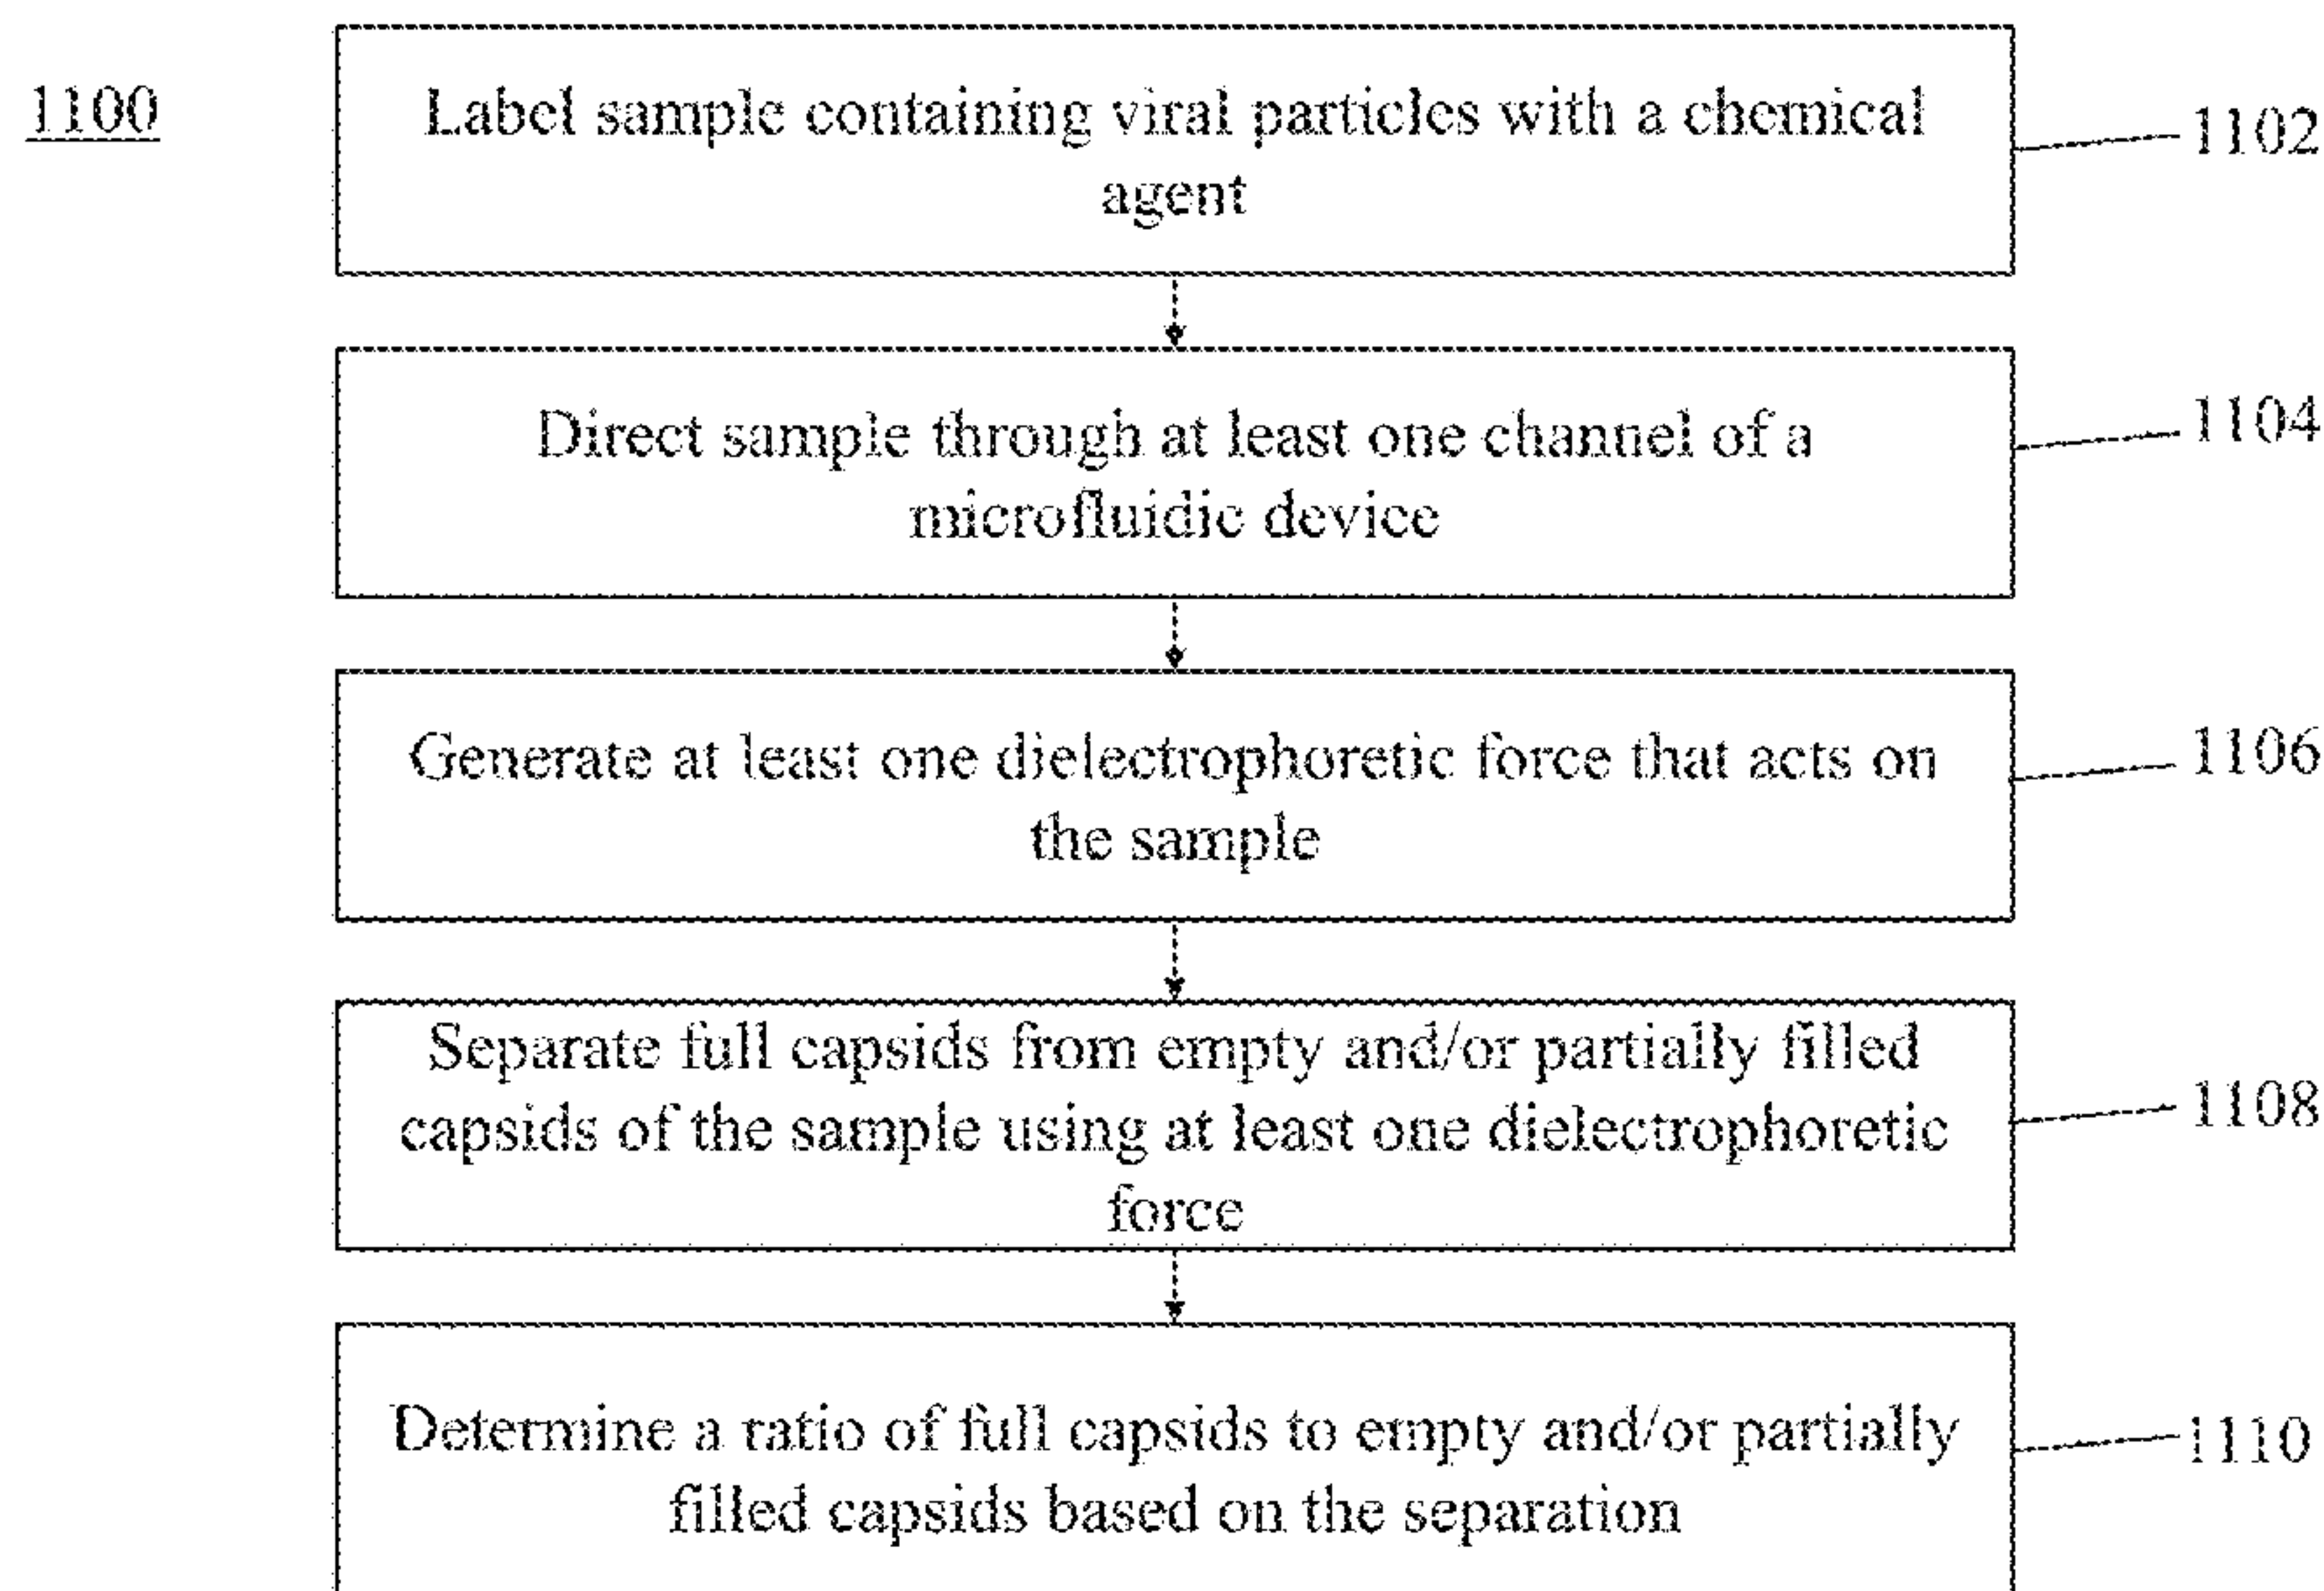 1100
Label sample containing viral particles with a chemical
agent
1102
Direct sample through at least one channel of a
microfluidic device
1104
Generate at least one dielectrophoretic force that acts on
the sample
1106
Separate full capsids from empty and/or partially filled
capsids of the sample using at least one dielectrophoretic
force
1108
Determine a ratio of full capsids to empty and/or partially
filled capsids based on the separation
1110